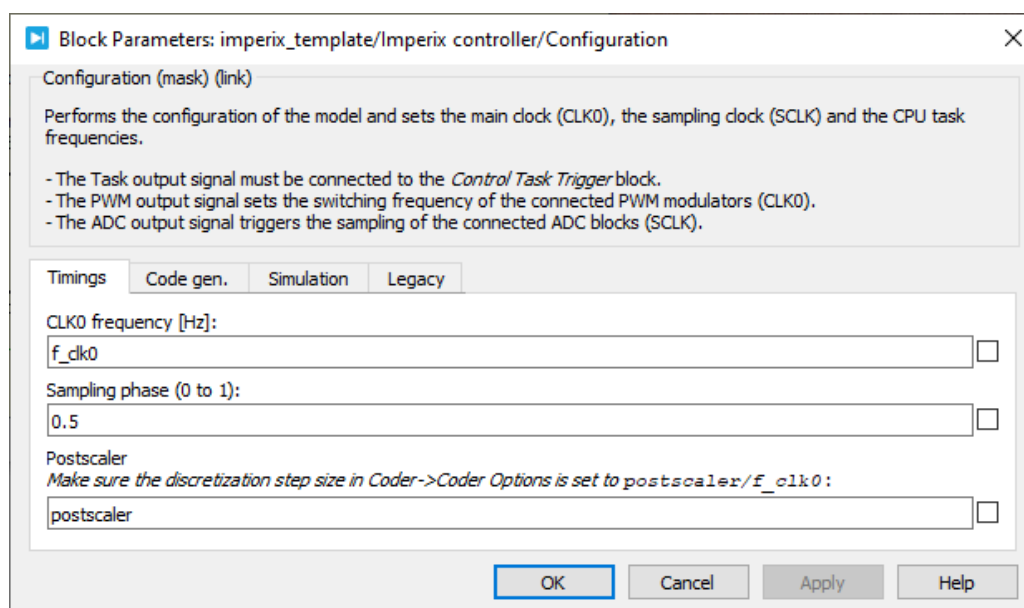 Block Parameters: imperix_template/Imperix controller/Configuration
Configuration (mask) (link)
Performs the configuration of the model and sets the main clock (CLK0), the sampling clock (SCLK) and the CPU task
frequencies.
- The Task output signal must be connected to the Control Task Trigger block.
- The PWM output signal sets the switching frequency of the connected PWM modulators (CLK0).
- The ADC output signal triggers the sampling of the connected ADC blocks (SCLK).
Timings Code gen. Simulation Legacy
CLK0 frequency [Hz]:
f_clk0
Sampling phase (0 to 1):
0.5
Postscaler
Make sure the discretization step size in Coder->Coder Options is set to postscaler/f_clk0:
postscaler
OK Cancel Apply Help